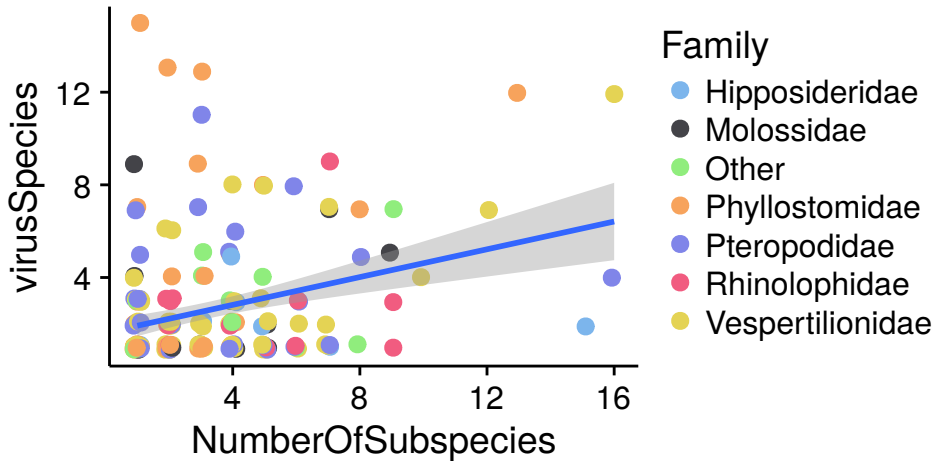 virusSpecies
12
8
4
4
8
12
16
NumberOfSubspecies
Family
Hipposideridae
Molossidae
Other
Phyllostomidae
Pteropodidae
Rhinolophidae
Vespertilionidae